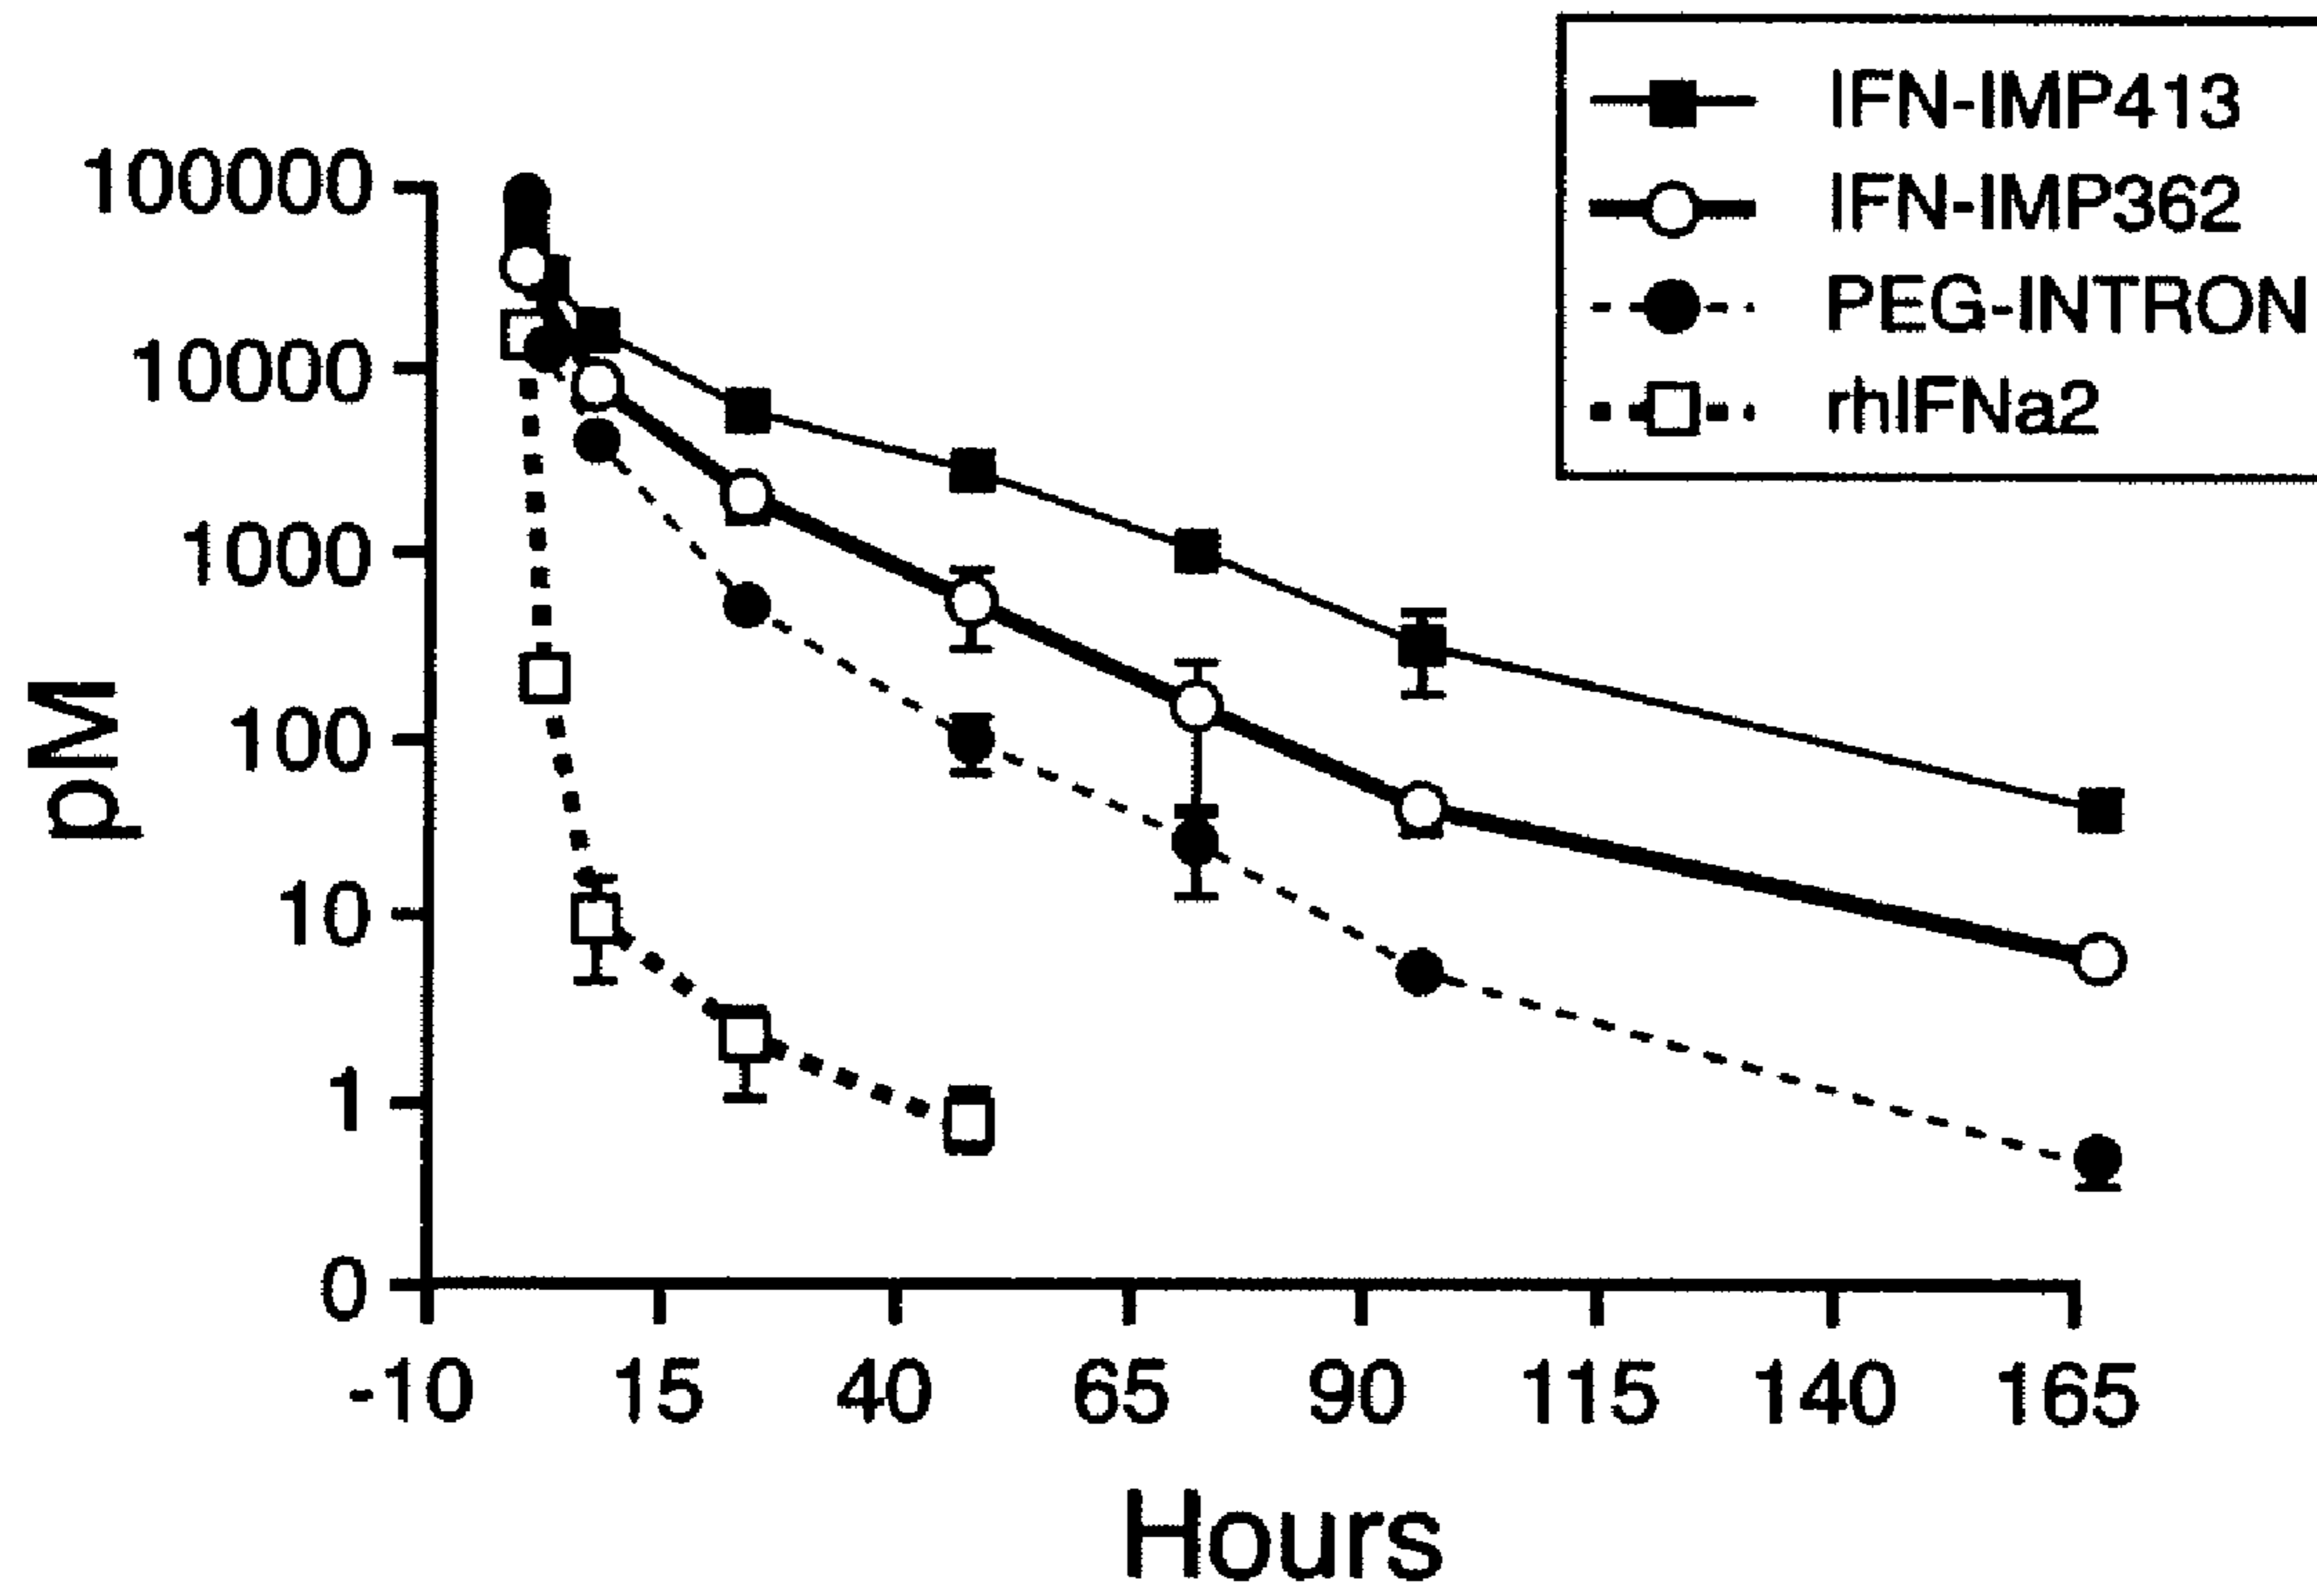 IFN-IMP413
IFN-IMP362
PEG-INTRON
rhIFNa2
100000
10000
1000
100
10
1
0
pM
-10 15 40 65 90 115 140 165
Hours